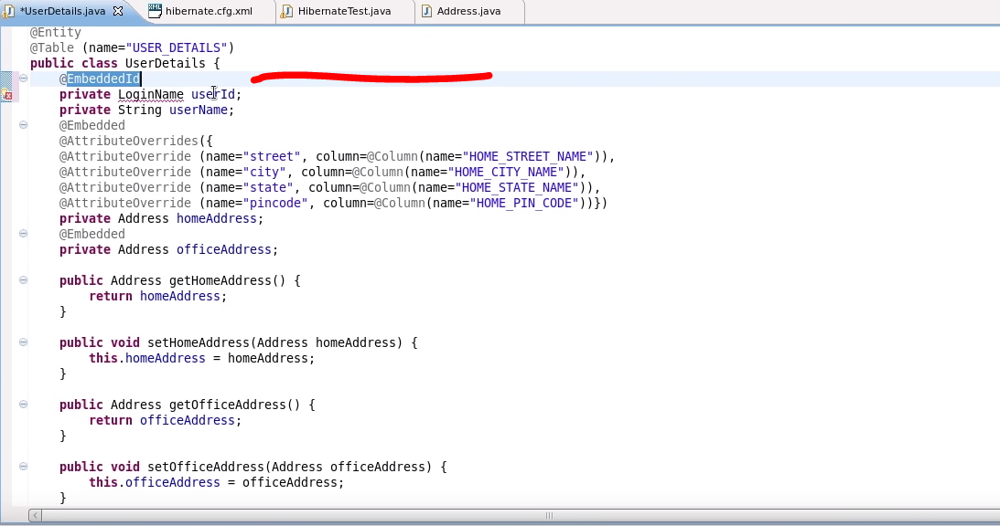 *UserDetails.java hibernate.cfg.xml HibernateTest.java Address.java
@Entity
@Table (name="USER_DETAILS")
public class UserDetails {
@EmbeddedId
private LoginName userId;
private String userName;
@Embedded
@AttributeOverrides({
@AttributeOverride (name="street", column=@Column(name="HOME_STREET_NAME")),
@AttributeOverride (name="city", column=@Column(name="HOME_CITY_NAME")),
@AttributeOverride (name="state", column=@Column(name="HOME_STATE_NAME")),
@AttributeOverride (name="pincode", column=@Column(name="HOME_PIN_CODE"))})
private Address homeAddress;
@Embedded
private Address officeAddress;
public Address getHomeAddress() {
return homeAddress;
}
public void setHomeAddress(Address homeAddress) {
this.homeAddress = homeAddress;
}
public Address getOfficeAddress() {
return officeAddress;
}
public void setOfficeAddress(Address officeAddress) {
this.officeAddress = officeAddress;
}